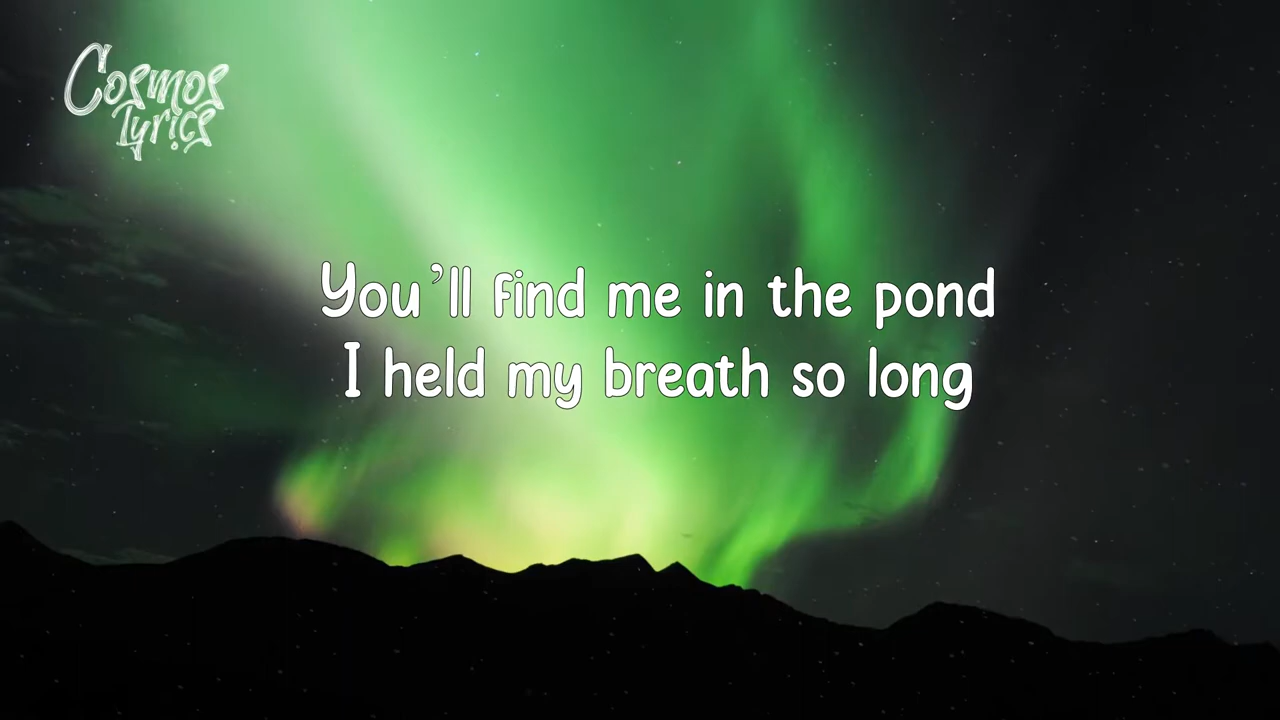 Cosmos
Lyrics
You’ll find me in the pond
I held my breath so long